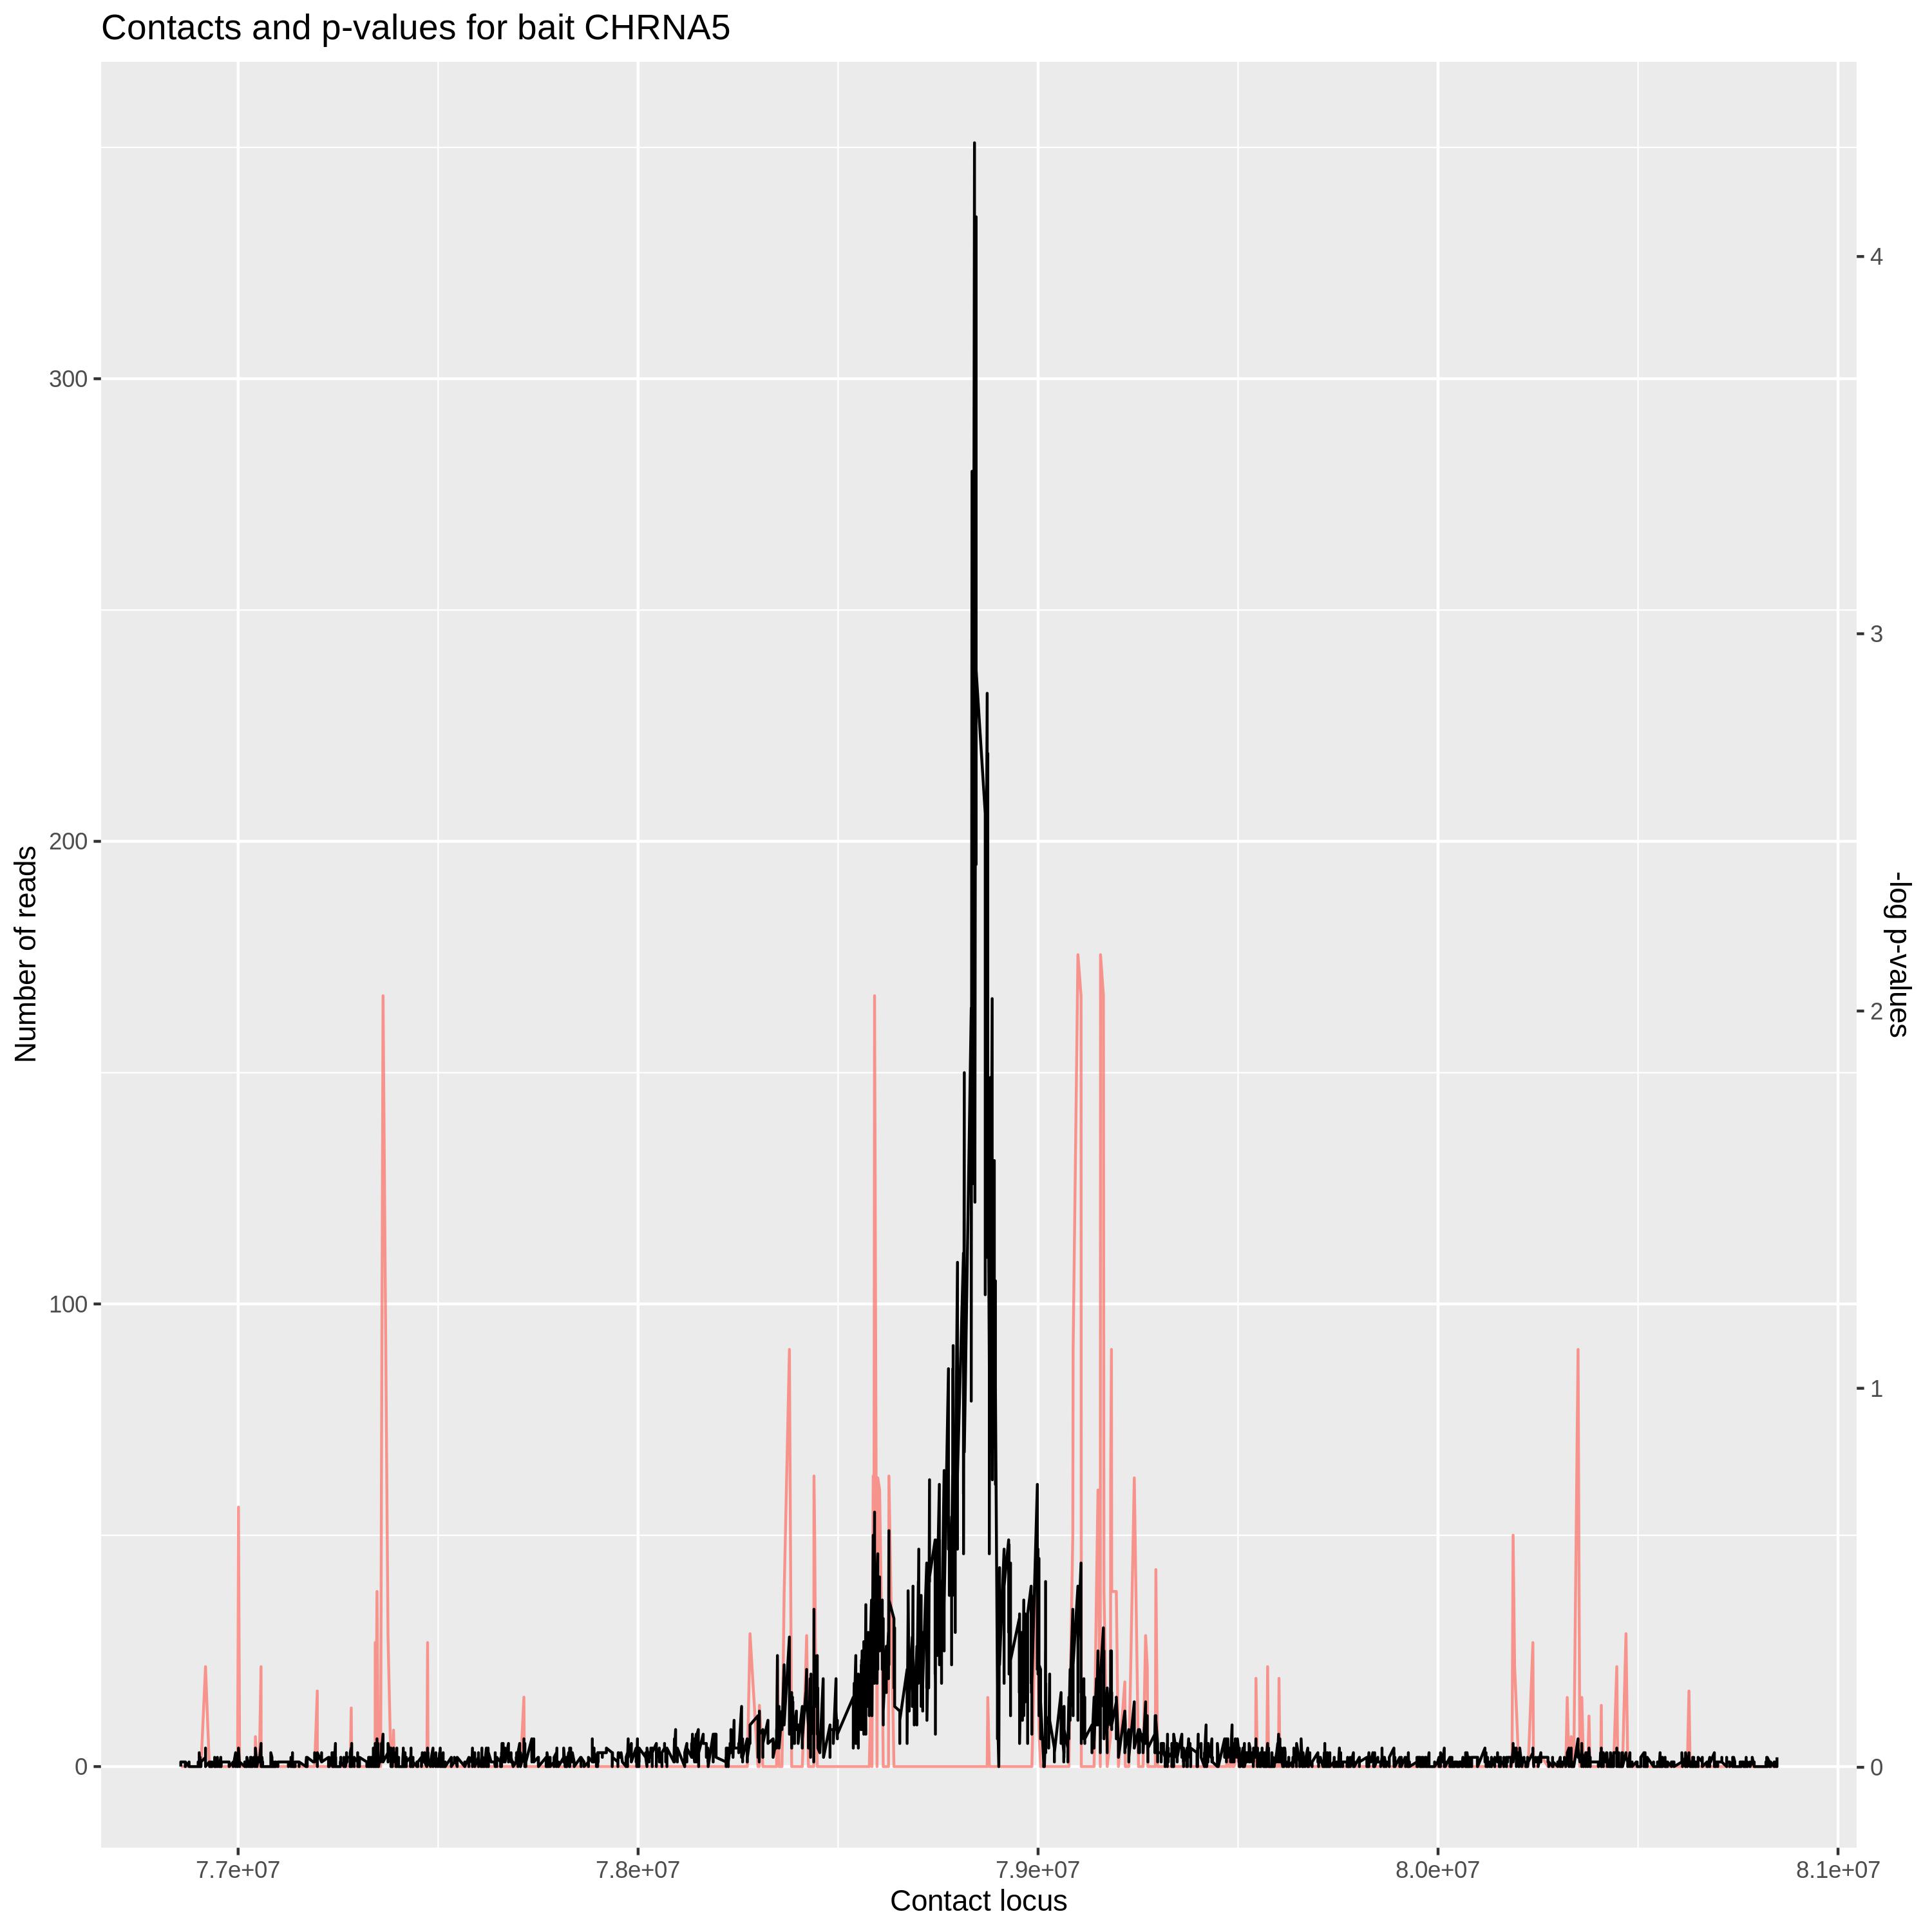 Contacts and p-values for bait CHRNA5
Number of reads
300
200
100
0
-log p-values
4
3
2
1
0
7.7e+07 7.8e+07 7.9e+07 8.0e+07 8.1e+07
Contact locus